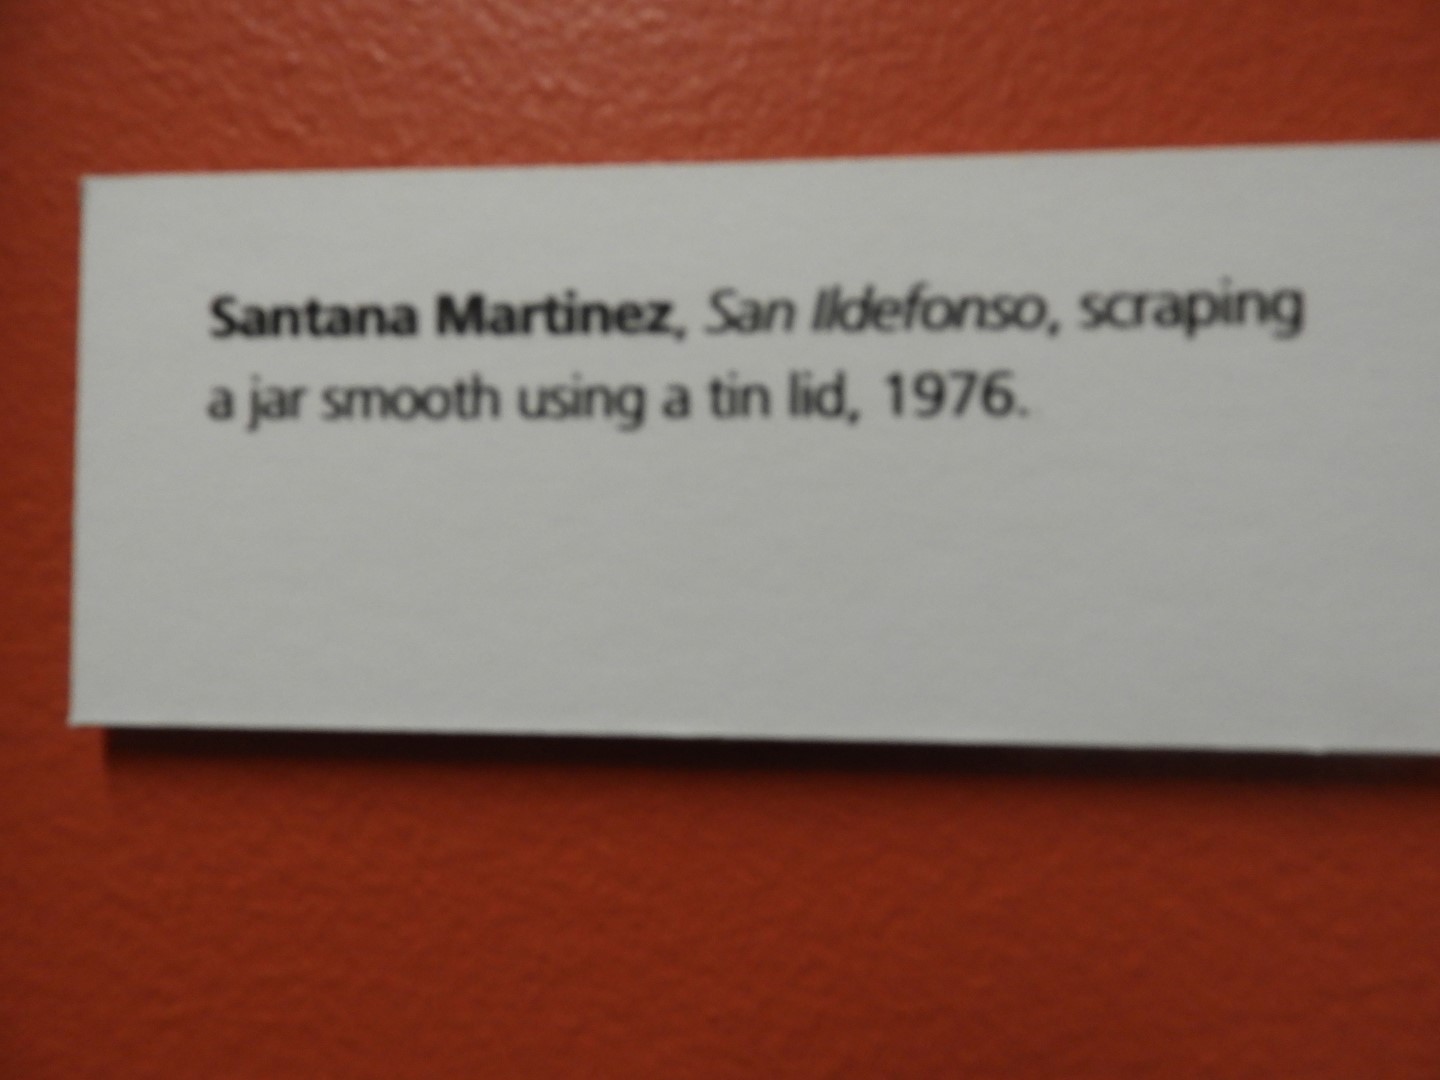 Santana Martinez, San Ildefonso, scraping
a jar smooth using a tin lid, 1976.